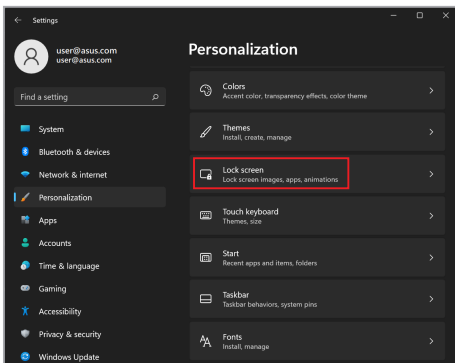 Settings
user@asus.com
user@asus.com
Find a setting
System
Bluetooth & devices
Network & internet
Personalization
Apps
Accounts
Time & language
Gaming
Accessibility
Privacy & security
Windows Update
Personalization
Colors
Accent color, transparency effects, color theme
Themes
Install, create, manage
Lock screen
Lock screen images, apps, animations
Touch keyboard
Themes, size
Start
Recent apps and items, folders
Taskbar
Taskbar behaviors, system pins
Fonts
Install, manage